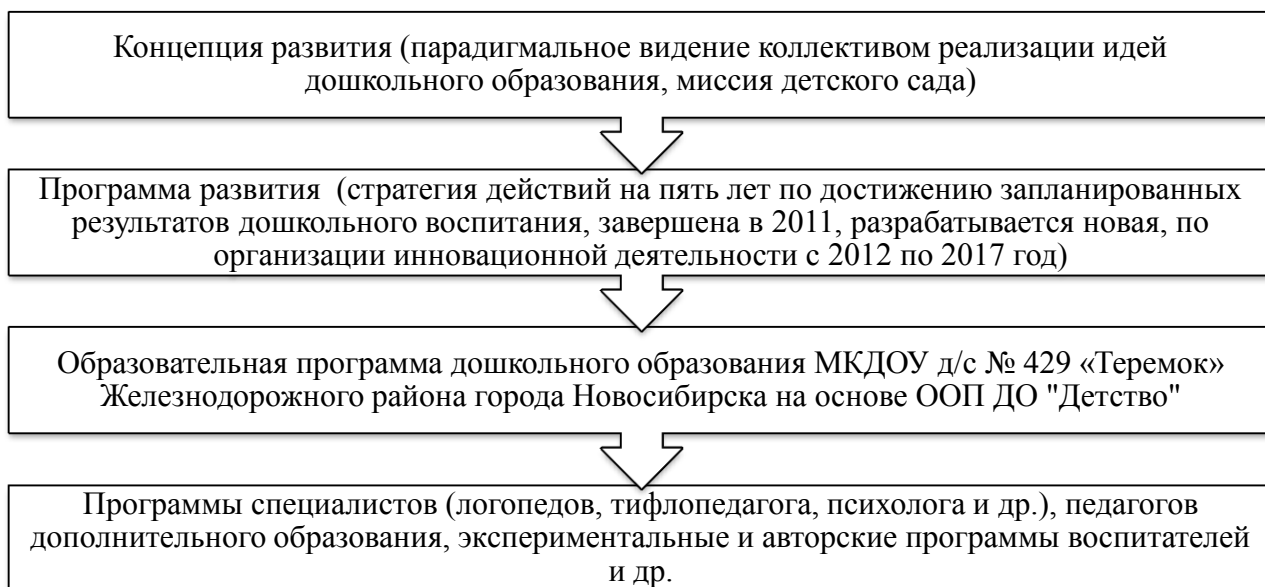 Концепция развития (парадигмальное видение коллективом реализации идей
дошкольного образования, миссия детского сада)
Программа развития  (стратегия действий на пять лет по достижению запланированных
результатов дошкольного воспитания, завершена в 2011, разрабатывается новая, по
организации инновационной деятельности с 2012 по 2017 год)
Образовательная программа дошкольного образования МКДОУ д/с № 429 «Теремок»
Железнодорожного района города Новосибирска на основе ООП ДО "Детство"
Программы специалистов (логопедов, тифлопедагога, психолога и др.), педагогов
дополнительного образования, экспериментальные и авторские программы воспитателей
и др.